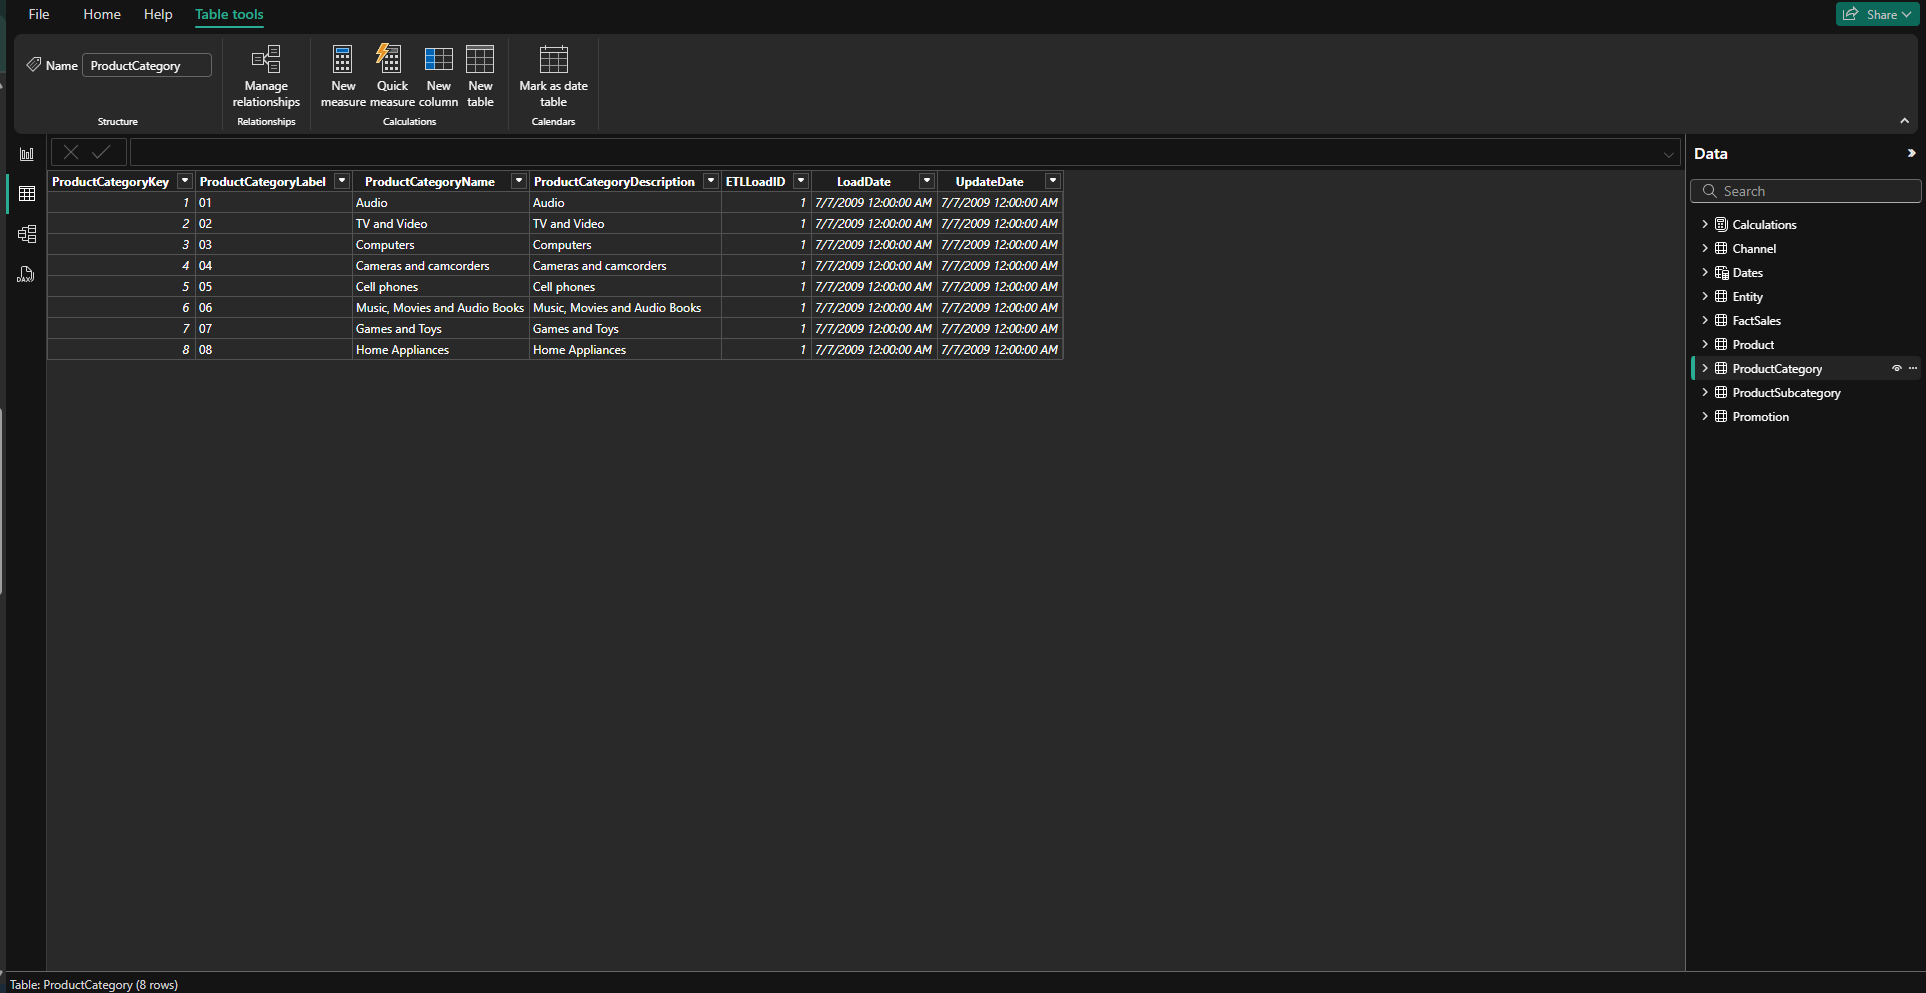 File Home Help Table tools Share
Name ProductCategory
Manage relationships
New measure
Quick measure
New column
New table
Mark as date table
Structure Relationships Calculations Calendars
DAX
ProductCategoryKey ProductCategoryLabel ProductCategoryName ProductCategoryDescription ETLLoadID LoadDate UpdateDate
1 01 Audio Audio 1 7/7/2009 12:00:00 AM 7/7/2009 12:00:00 AM
2 02 TV and Video TV and Video 1 7/7/2009 12:00:00 AM 7/7/2009 12:00:00 AM
3 03 Computers Computers 1 7/7/2009 12:00:00 AM 7/7/2009 12:00:00 AM
4 04 Cameras and camcorders Cameras and camcorders 1 7/7/2009 12:00:00 AM 7/7/2009 12:00:00 AM
5 05 Cell phones Cell phones 1 7/7/2009 12:00:00 AM 7/7/2009 12:00:00 AM
6 06 Music, Movies and Audio Books Music, Movies and Audio Books 1 7/7/2009 12:00:00 AM 7/7/2009 12:00:00 AM
7 07 Games and Toys Games and Toys 1 7/7/2009 12:00:00 AM 7/7/2009 12:00:00 AM
8 08 Home Appliances Home Appliances 1 7/7/2009 12:00:00 AM 7/7/2009 12:00:00 AM
Data
Search
Calculations
Channel
Dates
Entity
FactSales
Product
ProductCategory
ProductSubcategory
Promotion
Table: ProductCategory (8 rows)